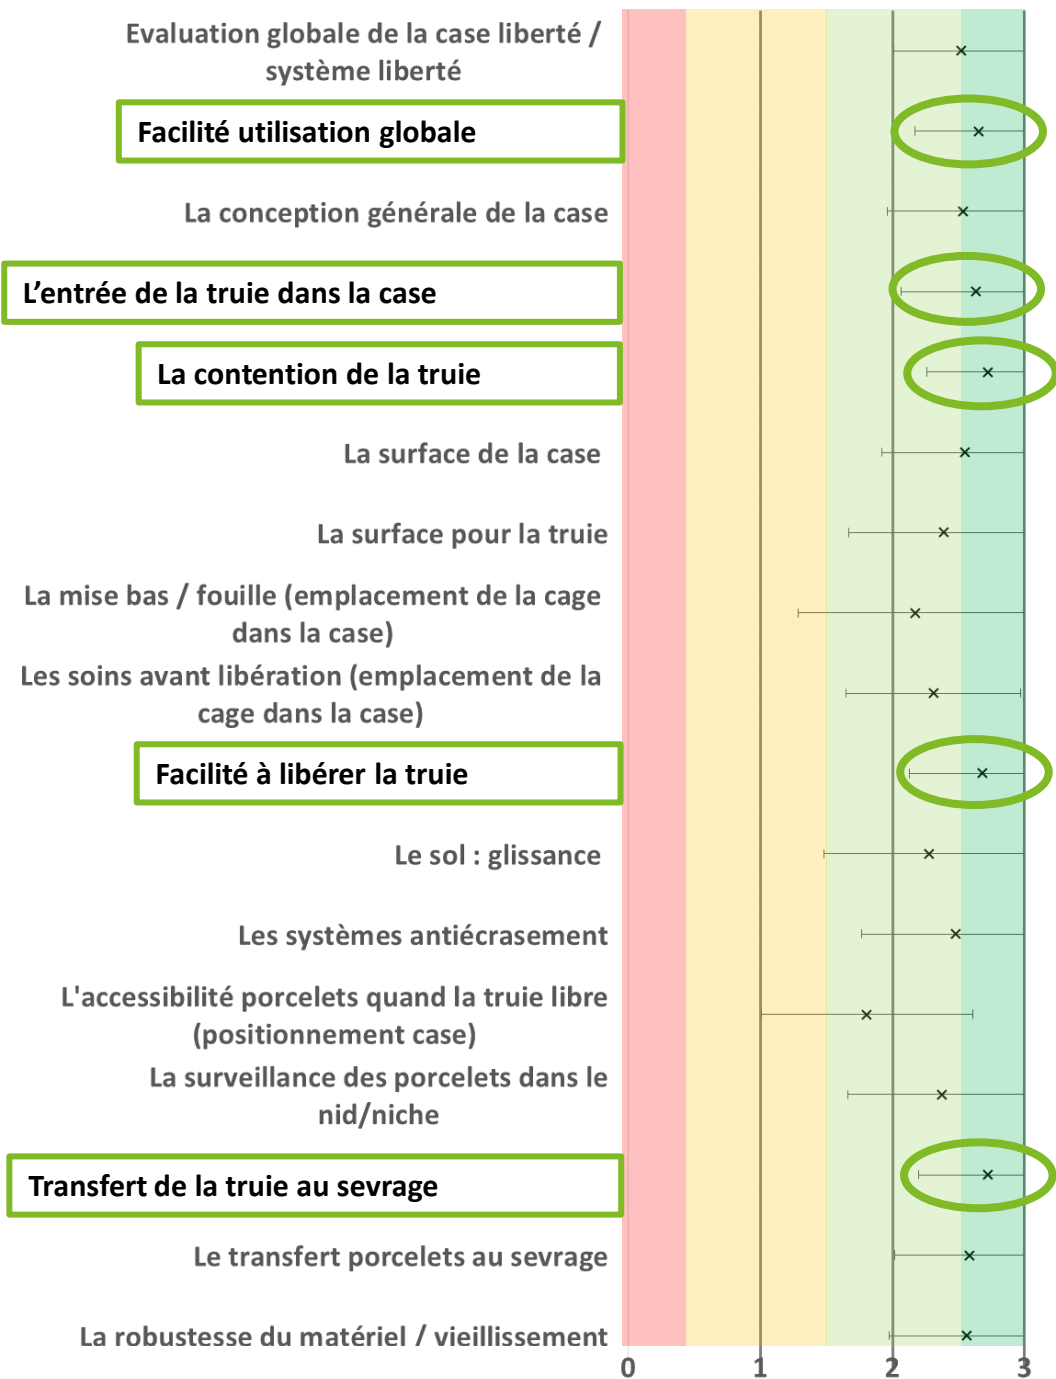 Evaluation globale de la case liberté /
système liberté
Facilité utilisation globale
La conception générale de la case
L’entrée de la truie dans la case
La contention de la truie
La surface de la case
La surface pour la truie
La mise bas / fouille (emplacement de la cage
dans la case)
Les soins avant libération (emplacement de la
cage dans la case)
Facilité à libérer la truie
Le sol : glissance
Les systèmes antiécrasement
L'accessibilité porcelets quand la truie libre
(positionnement case)
La surveillance des porcelets dans le
nid/niche
Transfert de la truie au sevrage
Le transfert porcelets au sevrage
La robustesse du matériel / vieillissement
0 1 2 3